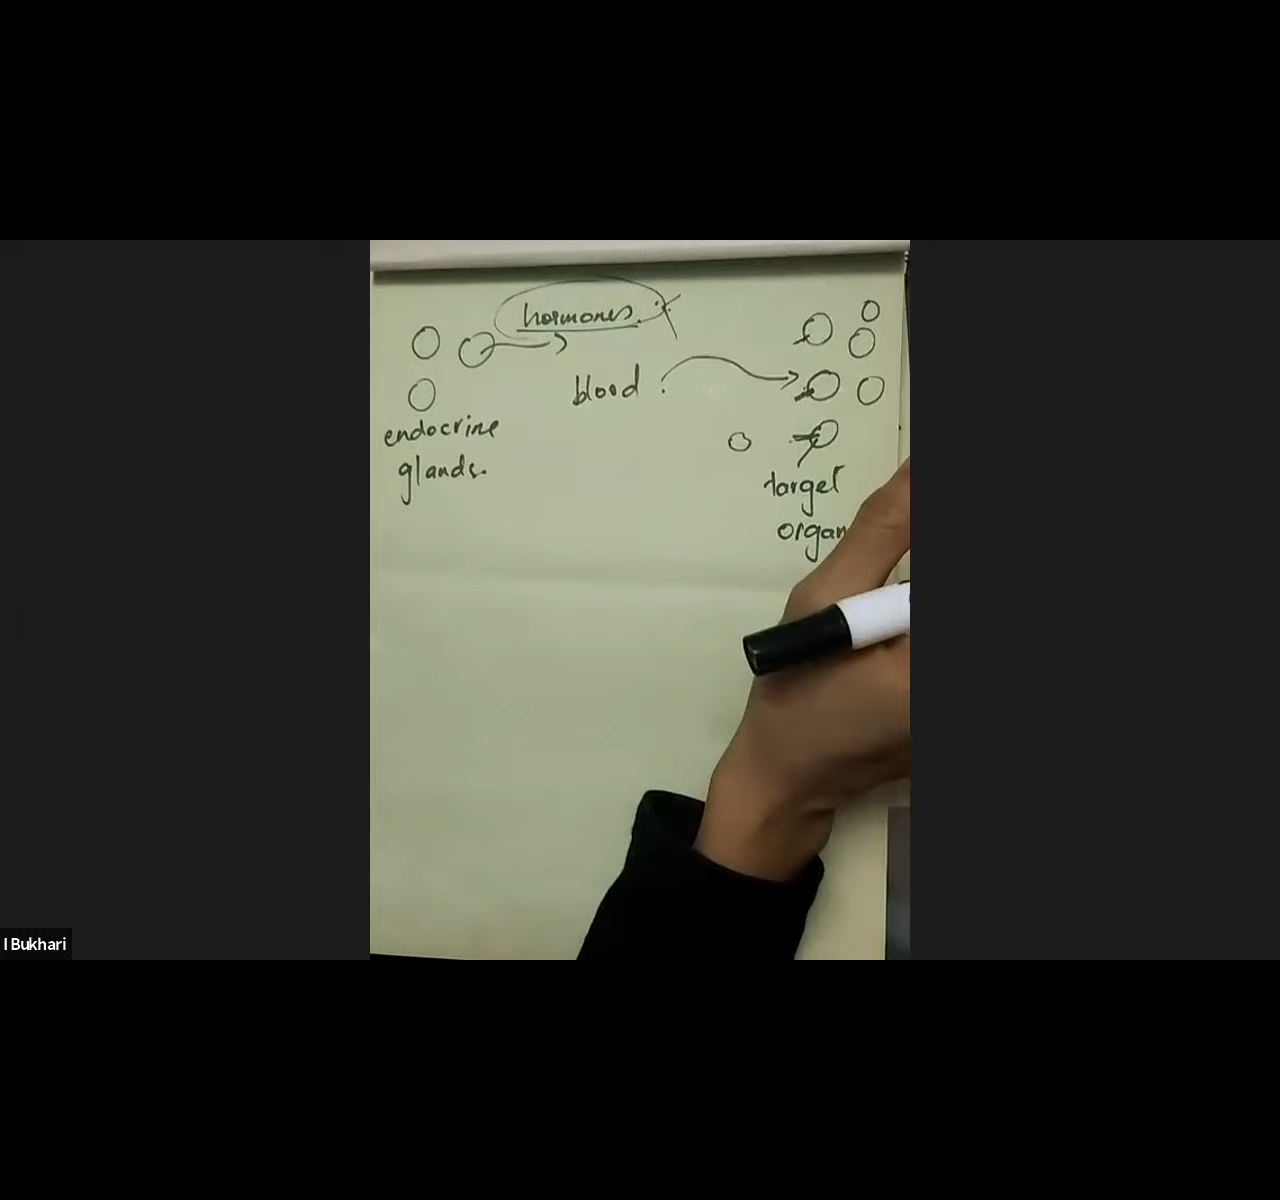 hormones.
blood
endocrine
glands.
target
organ
I Bukhari